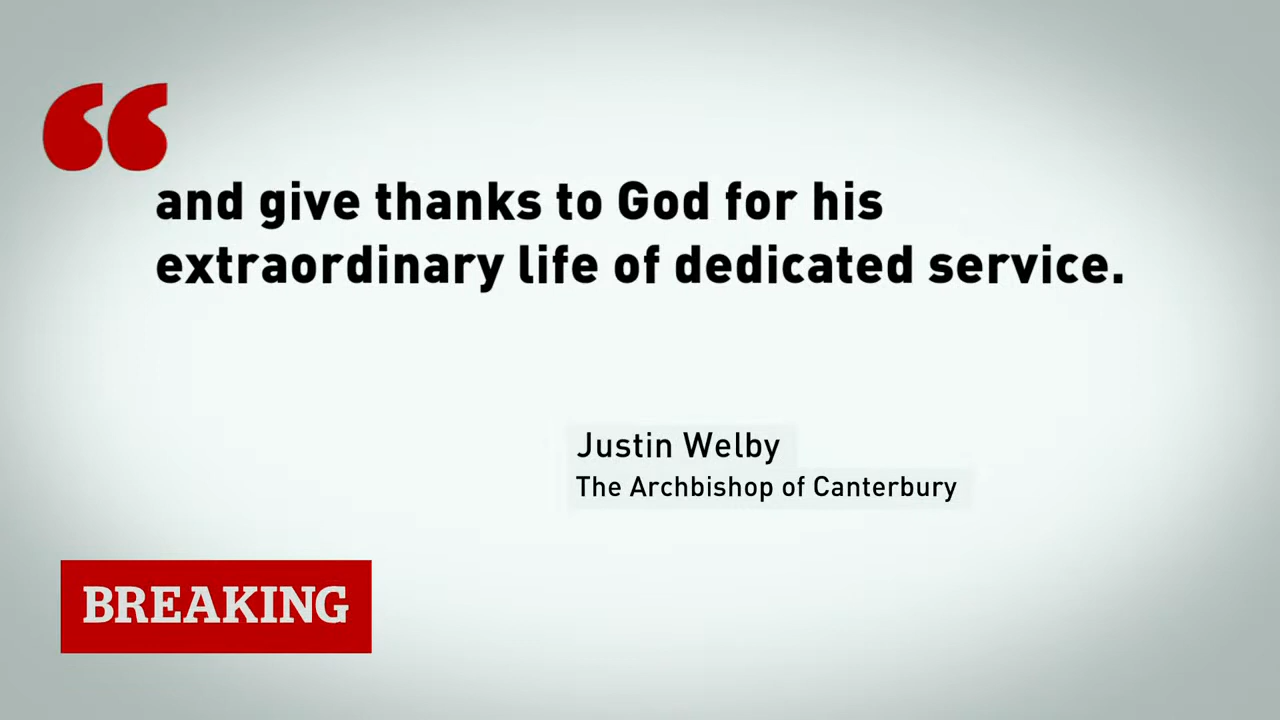 “
and give thanks to God for his
extraordinary life of dedicated service.
Justin Welby
The Archbishop of Canterbury
BREAKING